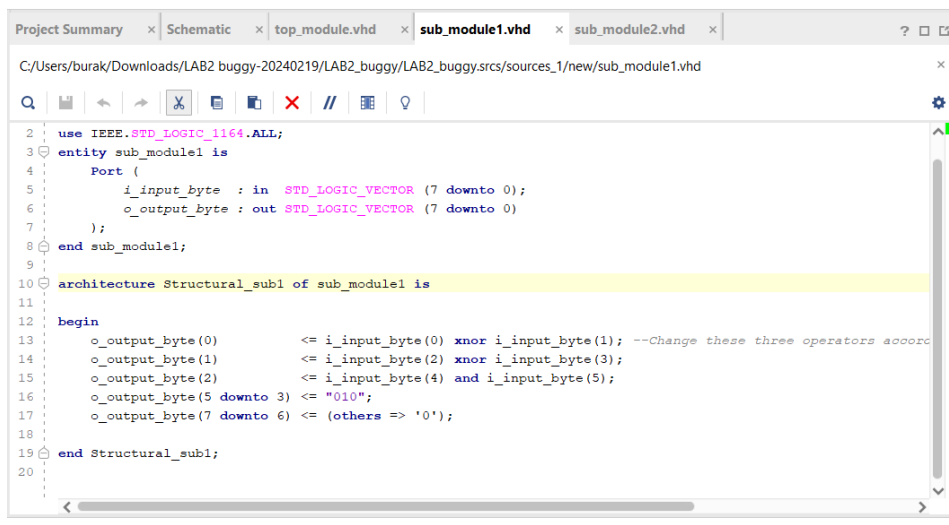 Project Summary × Schematic × top_module.vhd × sub_module1.vhd × sub_module2.vhd × ?
C:/Users/burak/Downloads/LAB2 buggy-20240219/LAB2_buggy/LAB2_buggy.srcs/sources_1/new/sub_module1.vhd ×
2 use IEEE.STD_LOGIC_1164.ALL;
3 entity sub_module1 is
4 Port (
5 i_input_byte : in STD_LOGIC_VECTOR (7 downto 0);
6 o_output_byte : out STD_LOGIC_VECTOR (7 downto 0)
7 );
8 end sub_module1;
9
10 architecture Structural_sub1 of sub_module1 is
11
12 begin
13 o_output_byte(0) <= i_input_byte(0) xnor i_input_byte(1); --Change these three operators accord
14 o_output_byte(1) <= i_input_byte(2) xnor i_input_byte(3);
15 o_output_byte(2) <= i_input_byte(4) and i_input_byte(5);
16 o_output_byte(5 downto 3) <= "010";
17 o_output_byte(7 downto 6) <= (others => '0');
18
19 end Structural_sub1;
20